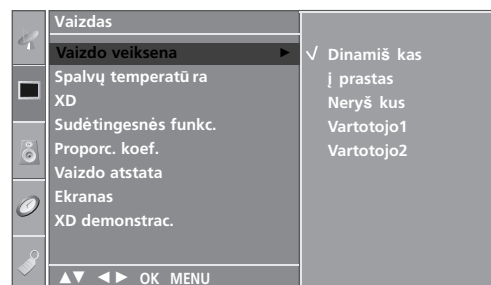 Vaizdas
Vaizdo veiksena ►
Spalvų temperatū ra
XD
Sudėtingesnės funkc.
Proporc. koef.
Vaizdo atstata
Ekranas
XD demonstrac.
▲▼ ◄► OK MENU
√ Dinamiš kas
į prastas
Neryš kus
Vartotojo1
Vartotojo2